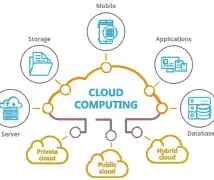 Mobile
Storage
Applications
CLOUD
COMPUTING
Server
Database
Private
cloud
Public
cloud
Hybrid
cloud